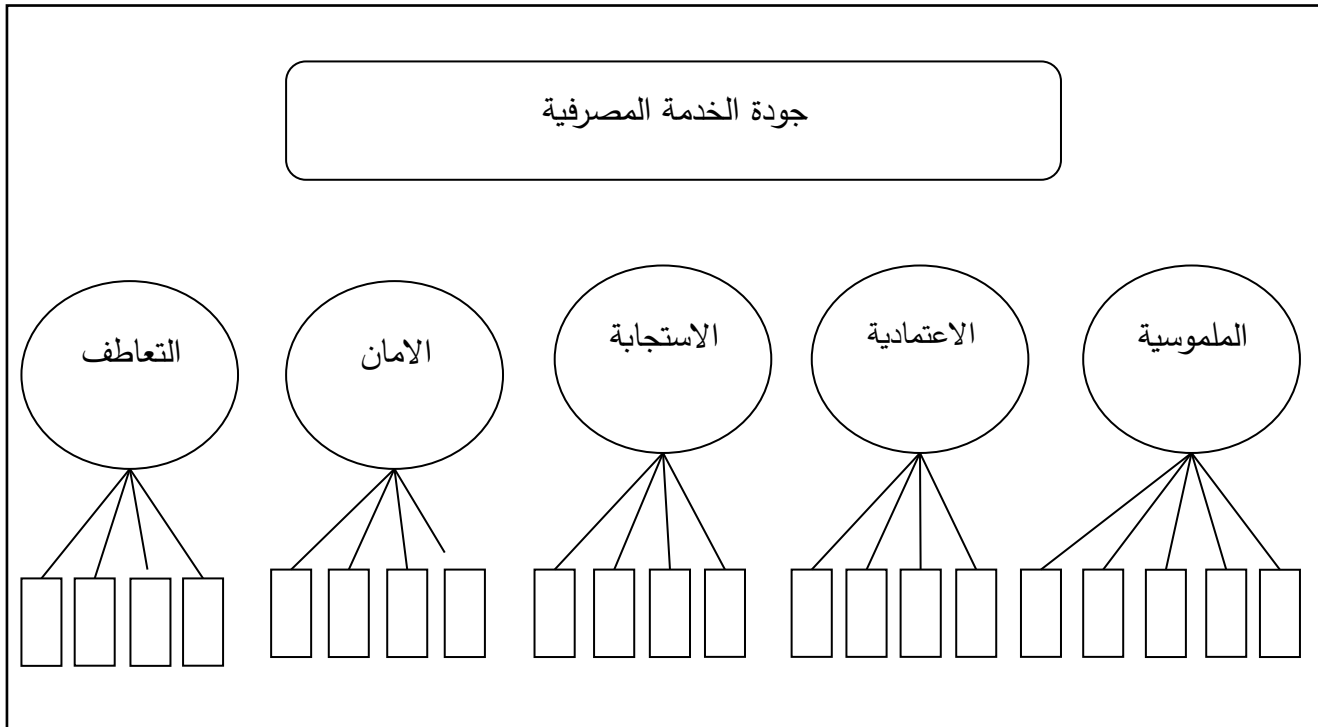 جودة الخدمة المصرفية
الملموسية
الاعتمادية
الاستجابة
الامان
التعاطف